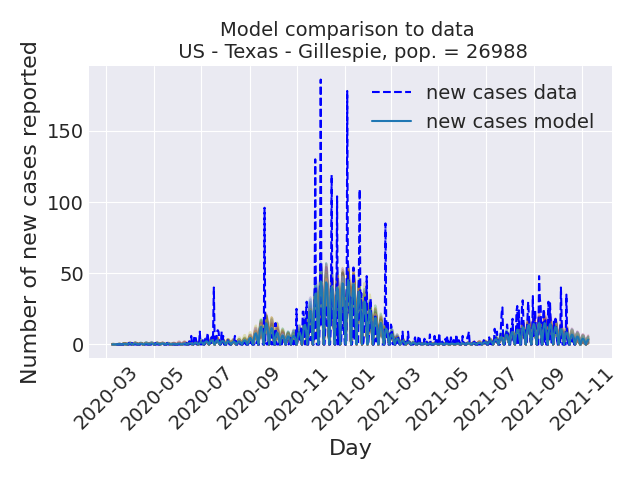 Model comparison to data
US - Texas - Gillespie, pop. = 26988
Number of new cases reported
150
100
50
0
new cases data
new cases model
2020-03
2020-05
2020-07
2020-09
2020-11
2021-01
2021-03
2021-05
2021-07
2021-09
2021-11
Day